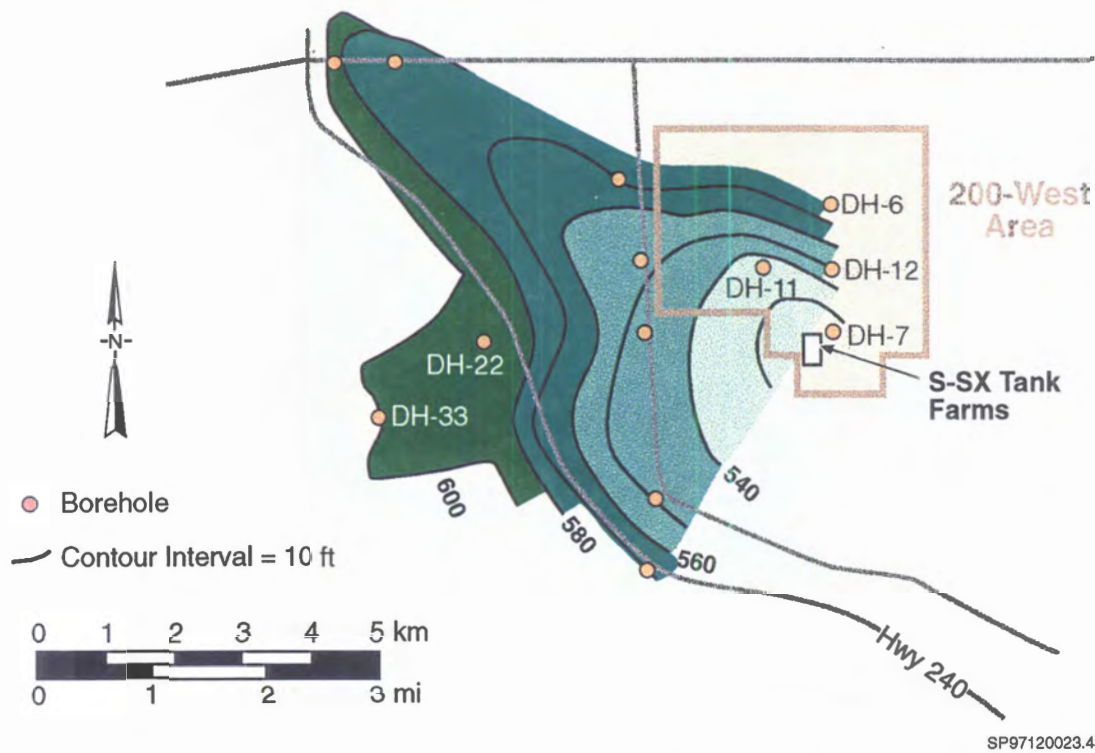 DH-6
200-West
Area
DH-12
DH-11
-N-
DH-7
DH-22
S-SX Tank
Farms
DH-33
540
600
Borehole
580
560
Contour Interval = 10 ft
0 1 2 3 4 5 km
0 1 2 3 mi
Hwy 240
SP97120023.4